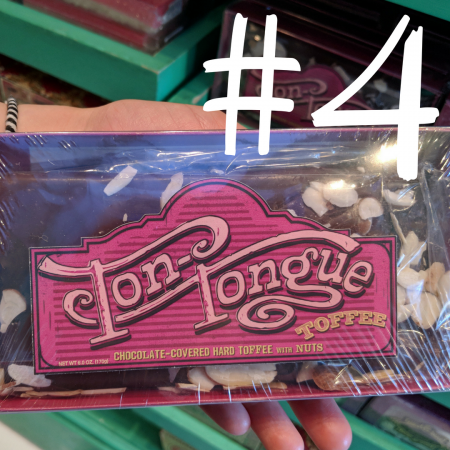 #4
Ton-Tongue
TOFFEE
CHOCOLATE-COVERED HARD TOFFEE WITH NUTS